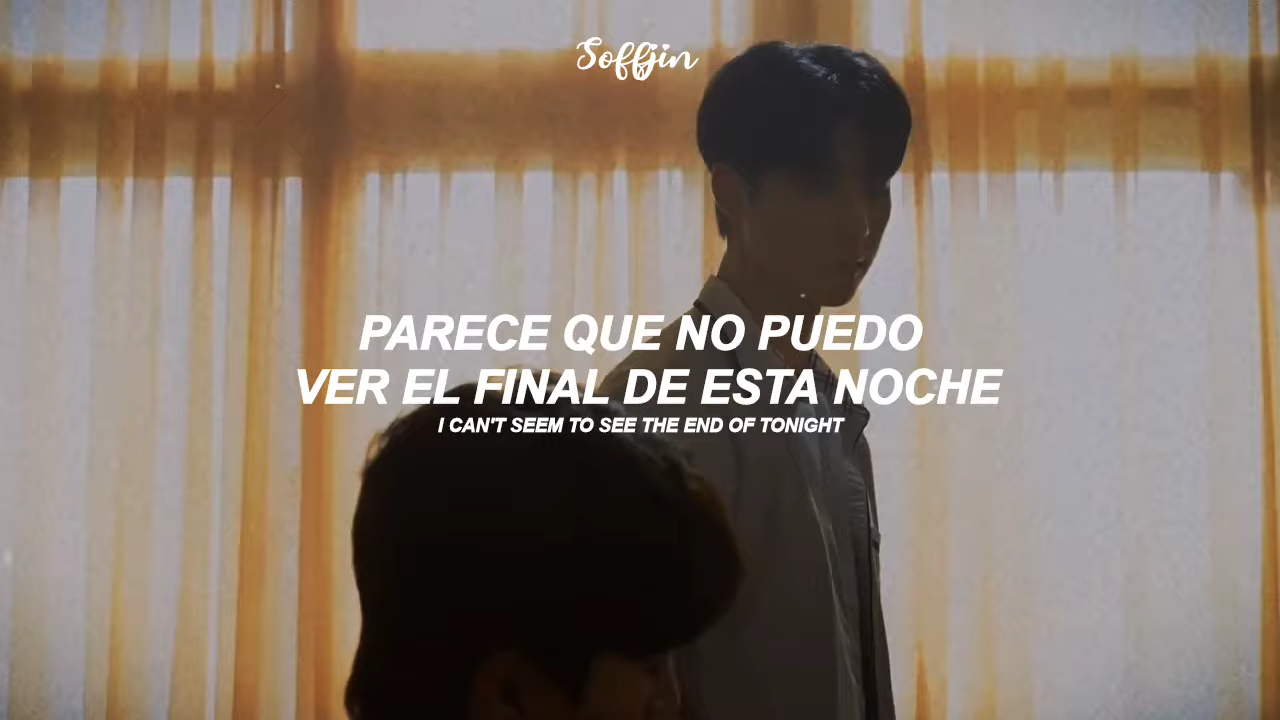 Soffjin
PARECE QUE NO PUEDO
VER EL FINAL DE ESTA NOCHE
I CAN'T SEEM TO SEE THE END OF TONIGHT